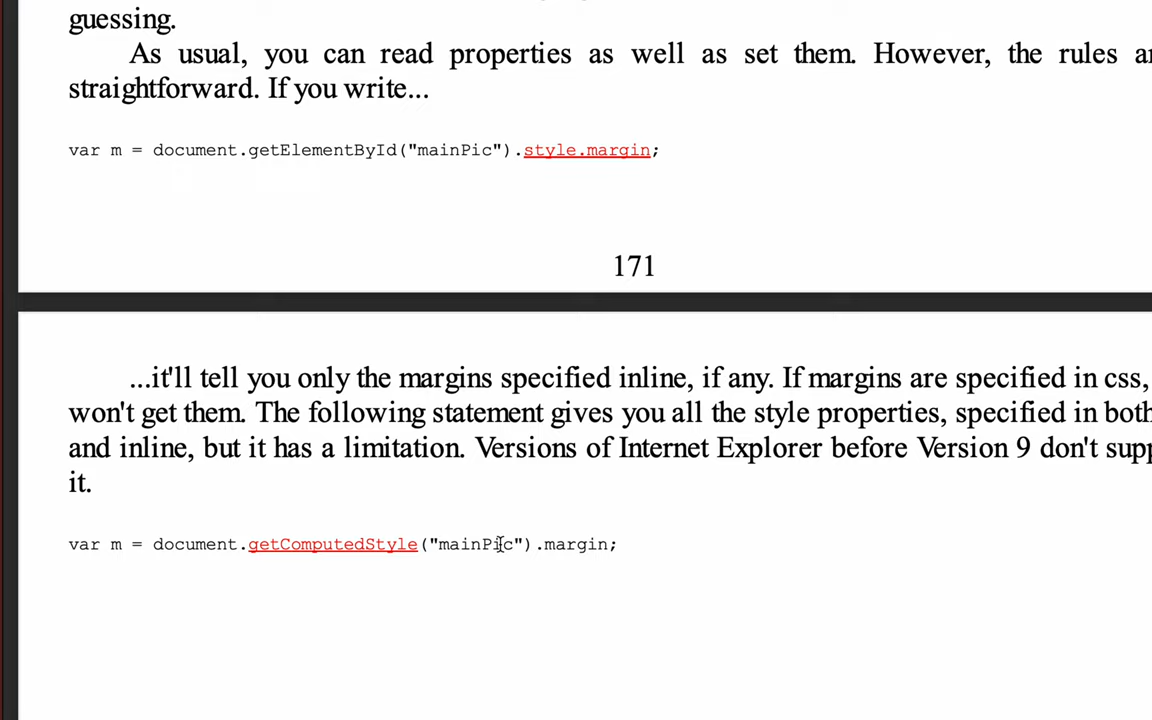 guessing.
As usual, you can read properties as well as set them. However, the rules
straightforward. If you write...
var m = document.getElementById("mainPic").style.margin;
171
...it'll tell you only the margins specified inline, if any. If margins are specified in css,
won't get them. The following statement gives you all the style properties, specified in both
and inline, but it has a limitation. Versions of Internet Explorer before Version 9 don't
it.
var m = document.getComputedStyle("mainPic").margin;